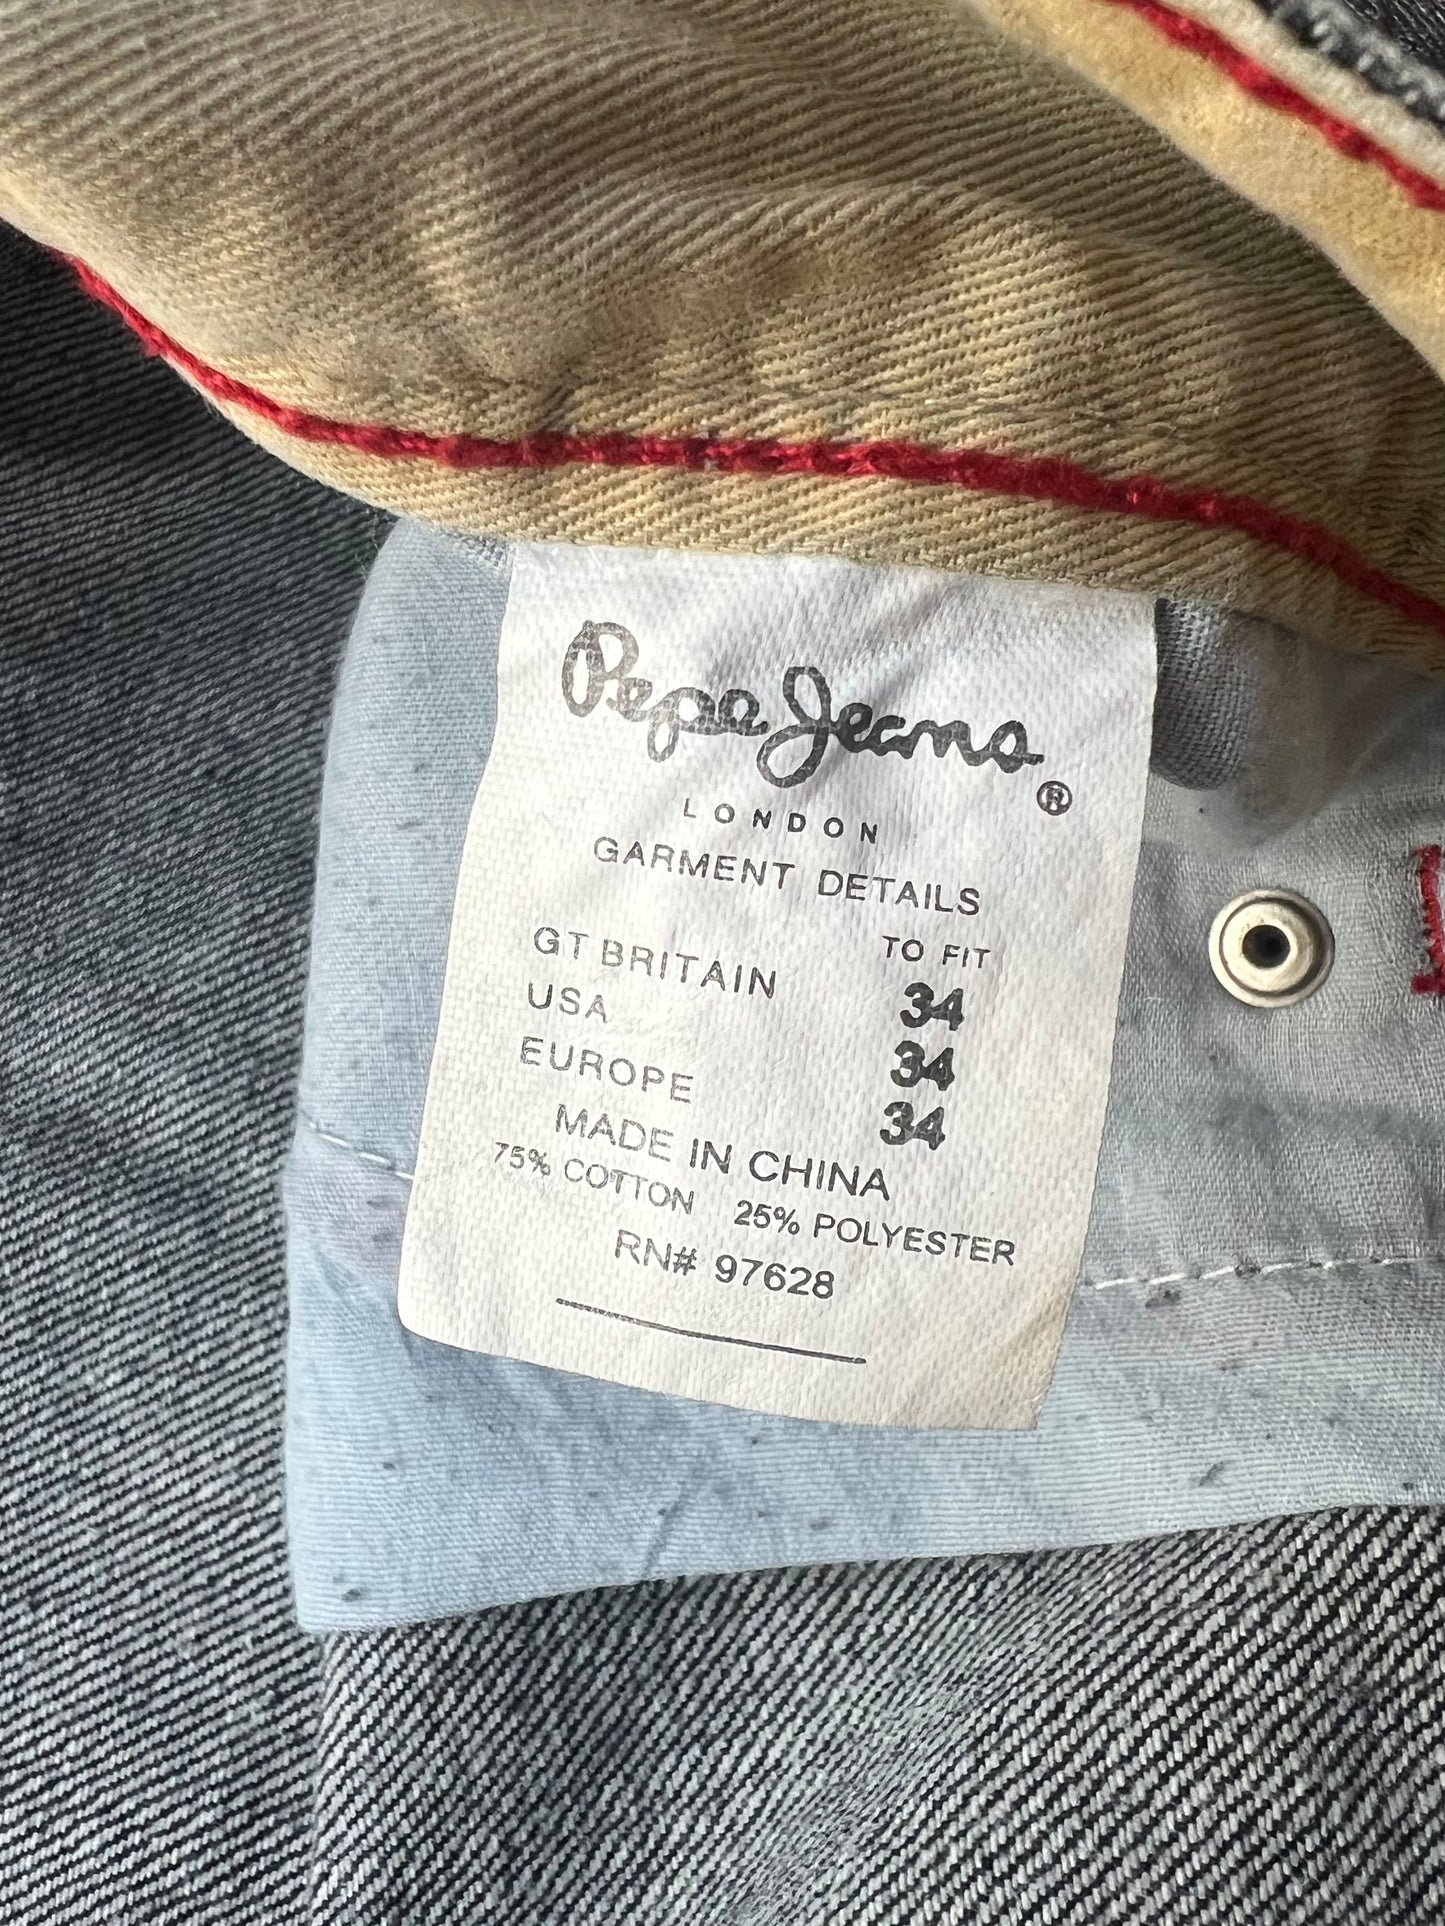 Pepe Jeans®
LONDON
GARMENT DETAILS
TO FIT
GT BRITAIN 34
USA 34
EUROPE 34
MADE IN CHINA
75% COTTON 25% POLYESTER
RN# 97628